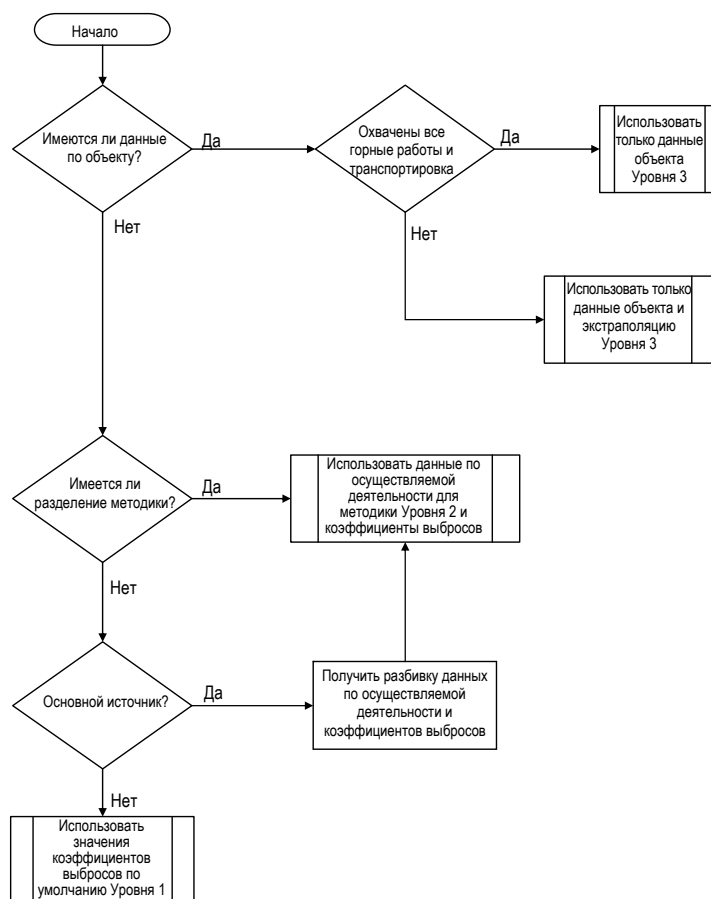 Начало
Имеются ли данные
по объекту?
Да
Охвачены все
горные работы и
транспортировка
Да
Использовать
только данные
объекта
Уровня 3
Нет
Нет
Использовать только
данные объекта и
экстраполяцию
Уровня 3
Имеется ли
разделение методики?
Да
Использовать данные по
осуществляемой
деятельности для
методики Уровня 2 и
коэффициенты выбросов
Нет
Основной источник?
Да
Получить разбивку данных
по осуществляемой
деятельности и
коэффициентов выбросов
Нет
Использовать
значения
коэффициентов
выбросов по
умолчанию Уровня 1